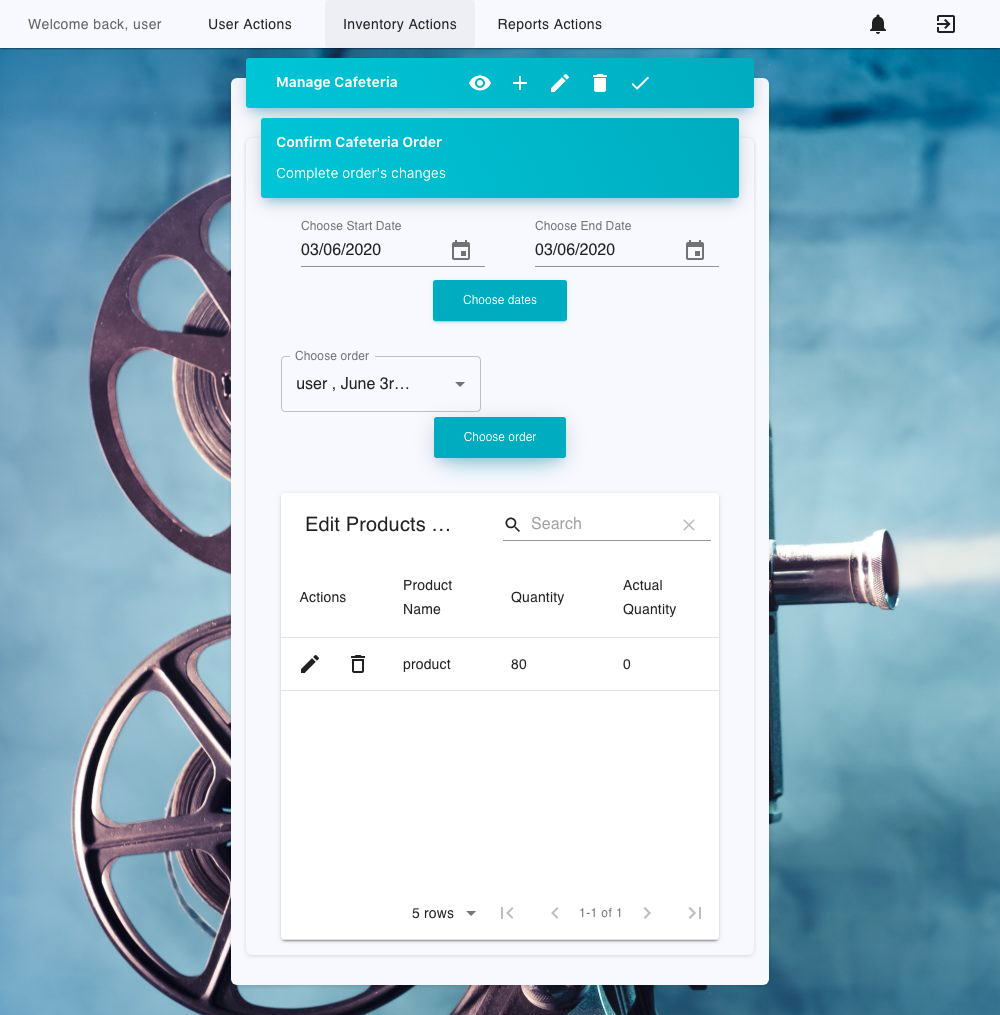 Welcome back, user
User Actions
Inventory Actions
Reports Actions
Manage Cafeteria
Confirm Cafeteria Order
Complete order's changes
Choose Start Date
Choose End Date
03/06/2020
03/06/2020
Choose dates
Choose order
user , June 3r…
Choose order
Edit Products …
Search
Actions
Product
Name
Quantity
Actual
Quantity
product
80
0
5 rows
1-1 of 1